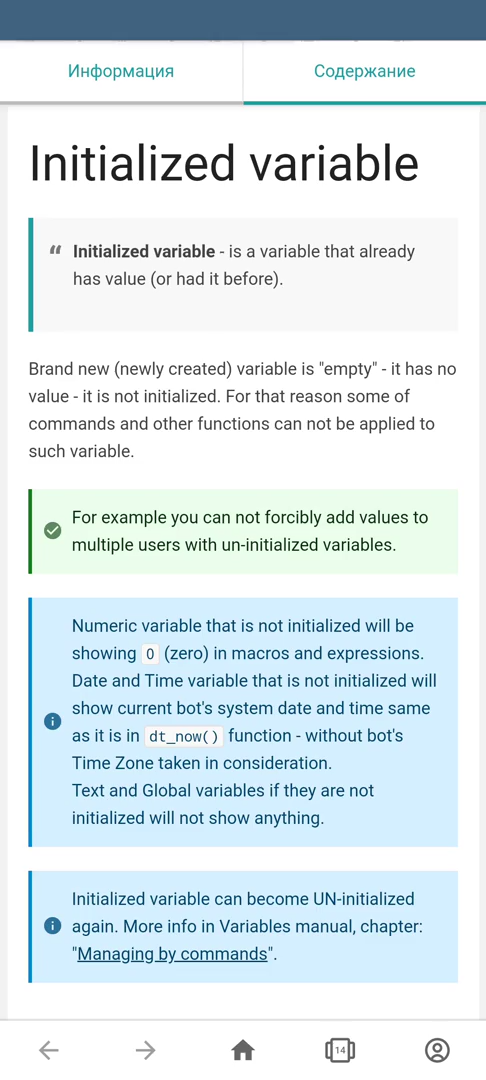 Информация
Содержание
Initialized variable
“ Initialized variable - is a variable that already
has value (or had it before).
Brand new (newly created) variable is "empty" - it has no
value - it is not initialized. For that reason some of
commands and other functions can not be applied to
such variable.
For example you can not forcibly add values to
multiple users with un-initialized variables.
Numeric variable that is not initialized will be
showing 0 (zero) in macros and expressions.
Date and Time variable that is not initialized will
show current bot's system date and time same
as it is in dt_now() function - without bot's
Time Zone taken in consideration.
Text and Global variables if they are not
initialized will not show anything.
Initialized variable can become UN-initialized
again. More info in Variables manual, chapter:
"Managing by commands".
14